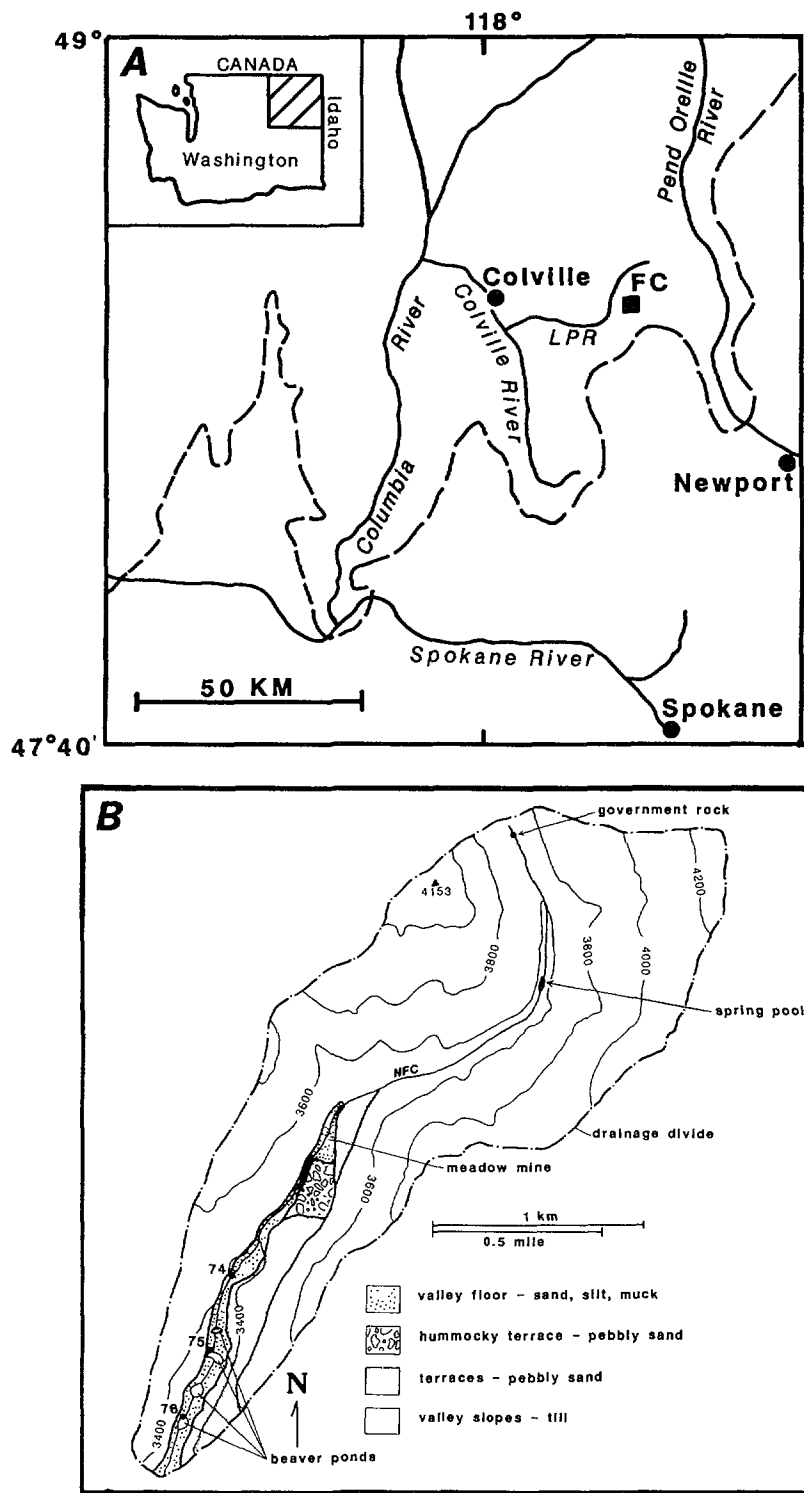 118°
49°
A
CANADA
Idaho
Washington
Pend Oreille
River
Colville
FC
LPR
Colville River
River
Columbia
Newport
50 KM
Spokane River
Spokane
47°40'
B
government rock
4153
4200
3800
3800
4000
spring pool
NFC
3600
drainage divide
meadow mine
3600
1 km
0.5 mile
74
3400
valley floor - sand, silt, muck
hummocky terrace - pebbly sand
75
N
terraces - pebbly sand
76
3400
valley slopes - till
beaver ponds